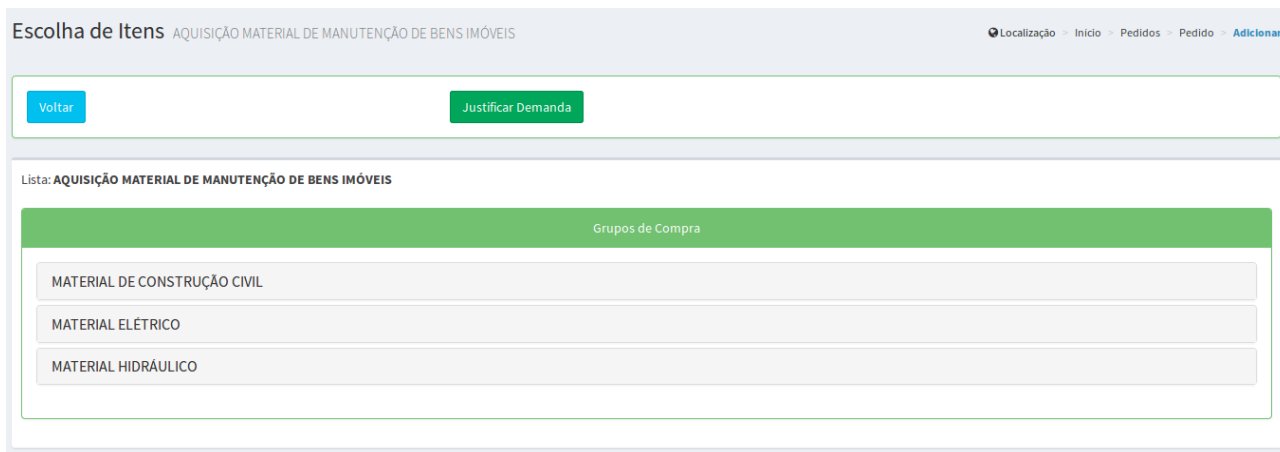 Escolha de Itens AQUISIÇÃO MATERIAL DE MANUTENÇÃO DE BENS IMÓVEIS
Localização > Inicio > Pedidos > Pedido > Adicionar
Voltar
Justificar Demanda
Lista: AQUISIÇÃO MATERIAL DE MANUTENÇÃO DE BENS IMÓVEIS
Grupos de Compra
MATERIAL DE CONSTRUÇÃO CIVIL
MATERIAL ELÉTRICO
MATERIAL HIDRÁULICO